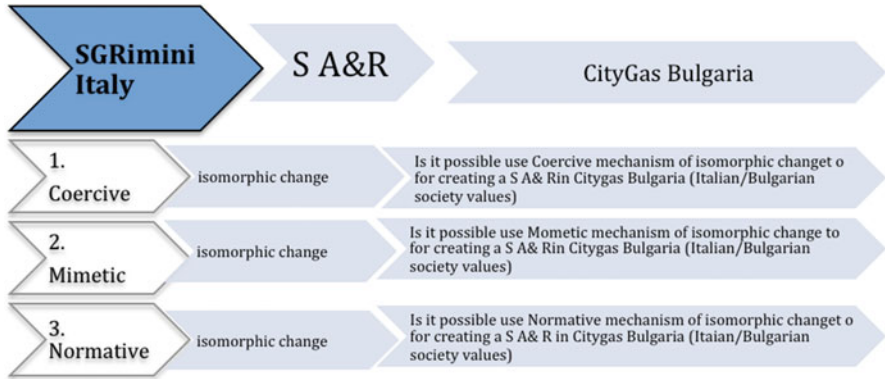 SGRimini
Italy
S A&R
CityGas Bulgaria
1.
Coercive
isomorphic change
Is it possible use Coercive mechanism of isomorphic changet o
for creating a S A& Rin Citygas Bulgaria (Italian/Bulgarian
society values)
2.
Mimetic
isomorphic change
Is it possible use Mometic mechanism of isomorphic change to
for creating a S A& Rin Citygas Bulgaria (Italian/Bulgarian
society values)
3.
Normative
isomorphic change
Is it possible use Normative mechanism of isomorphic changet o
for creating a S A& R in Citygas Bulgaria (Itaian/Bulgarian
society values)